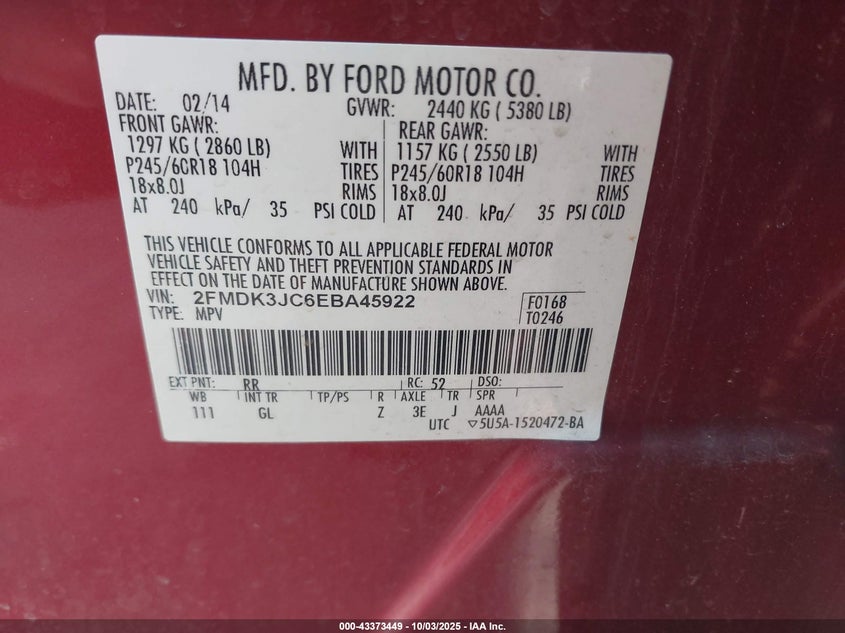 MFD. BY FORD MOTOR CO.
DATE: 02/14 GVWR: 2440 KG ( 5380 LB)
FRONT GAWR: REAR GAWR:
1297 KG ( 2860 LB) WITH 1157 KG ( 2550 LB) WITH
P245/60R18 104H TIRES P245/60R18 104H TIRES
18x8.0J RIMS 18x8.0J RIMS
AT 240 kPa/ 35 PSI COLD AT 240 kPa/ 35 PSI COLD
THIS VEHICLE CONFORMS TO ALL APPLICABLE FEDERAL MOTOR
VEHICLE SAFETY AND THEFT PREVENTION STANDARDS IN
EFFECT ON THE DATE OF MANUFACTURE SHOWN ABOVE.
VIN: 2FMDK3JC6EBA45922 F0168
TYPE: MPV T0246
EXT PNT: RR RC: 52 DSO:
WB INT TR TP/PS R AXLE TR SPR
111 GL Z 3E J AAAA
UTC ▽5U5A-1520472-BA
000-43373449 - 10/03/2025 - IAA Inc.